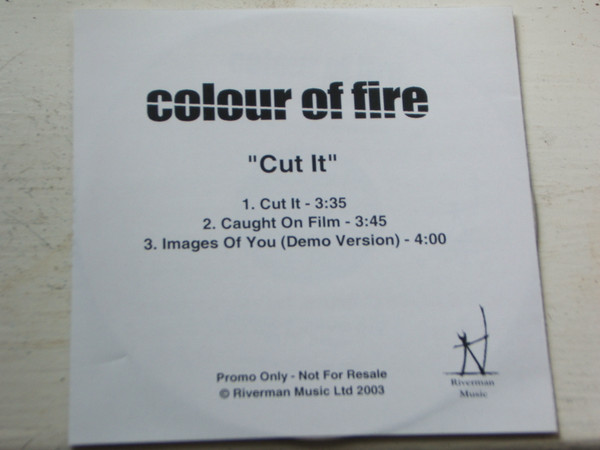 colour of fire
"Cut It"
1. Cut It - 3:35
2. Caught On Film - 3:45
3. Images Of You (Demo Version) - 4:00
Promo Only - Not For Resale
© Riverman Music Ltd 2003
Riverman
Music